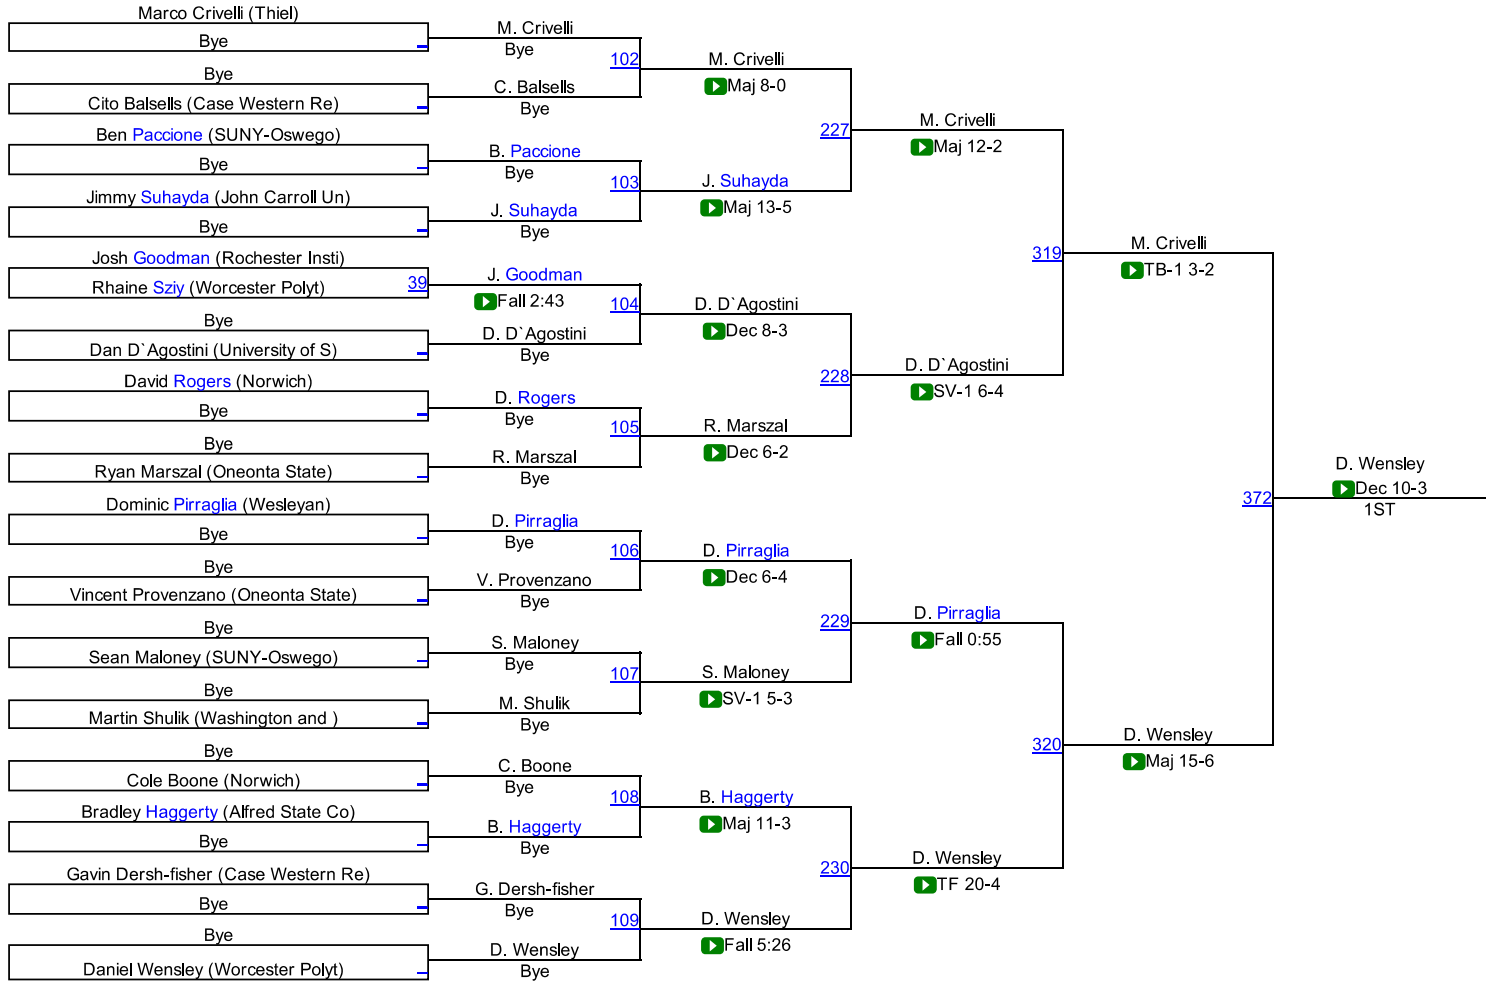 Marco Crivelli (Thiel)
Bye
Bye
Cito Balsells (Case Western Re)
Ben Paccione (SUNY-Oswego)
Bye
Jimmy Suhayda (John Carroll Un)
Bye
Josh Goodman (Rochester Insti)
Rhaine Sziy (Worcester Polyt) 39
Bye
Dan D`Agostini (University of S)
David Rogers (Norwich)
Bye
Bye
Ryan Marszal (Oneonta State)
Dominic Pirraglia (Wesleyan)
Bye
Bye
Vincent Provenzano (Oneonta State)
Bye
Sean Maloney (SUNY-Oswego)
Bye
Martin Shulik (Washington and )
Bye
Cole Boone (Norwich)
Bradley Haggerty (Alfred State Co)
Bye
Gavin Dersh-fisher (Case Western Re)
Bye
Bye
Daniel Wensley (Worcester Polyt)
M. Crivelli
Bye
102
C. Balsells
Bye
B. Paccione
Bye
103
J. Suhayda
Bye
J. Goodman
Fall 2:43
104
D. D`Agostini
Bye
D. Rogers
Bye
105
R. Marszal
Bye
D. Pirraglia
Bye
106
V. Provenzano
Bye
S. Maloney
Bye
107
M. Shulik
Bye
C. Boone
Bye
108
B. Haggerty
Bye
G. Dersh-fisher
Bye
109
D. Wensley
Bye
M. Crivelli
Maj 8-0
227
J. Suhayda
Maj 13-5
D. D`Agostini
Dec 8-3
228
R. Marszal
Dec 6-2
D. Pirraglia
Dec 6-4
229
S. Maloney
SV-1 5-3
B. Haggerty
Maj 11-3
230
D. Wensley
Fall 5:26
M. Crivelli
Maj 12-2
319
D. D`Agostini
SV-1 6-4
D. Pirraglia
Fall 0:55
320
D. Wensley
TF 20-4
M. Crivelli
TB-1 3-2
372
D. Wensley
Maj 15-6
D. Wensley
Dec 10-3
1ST